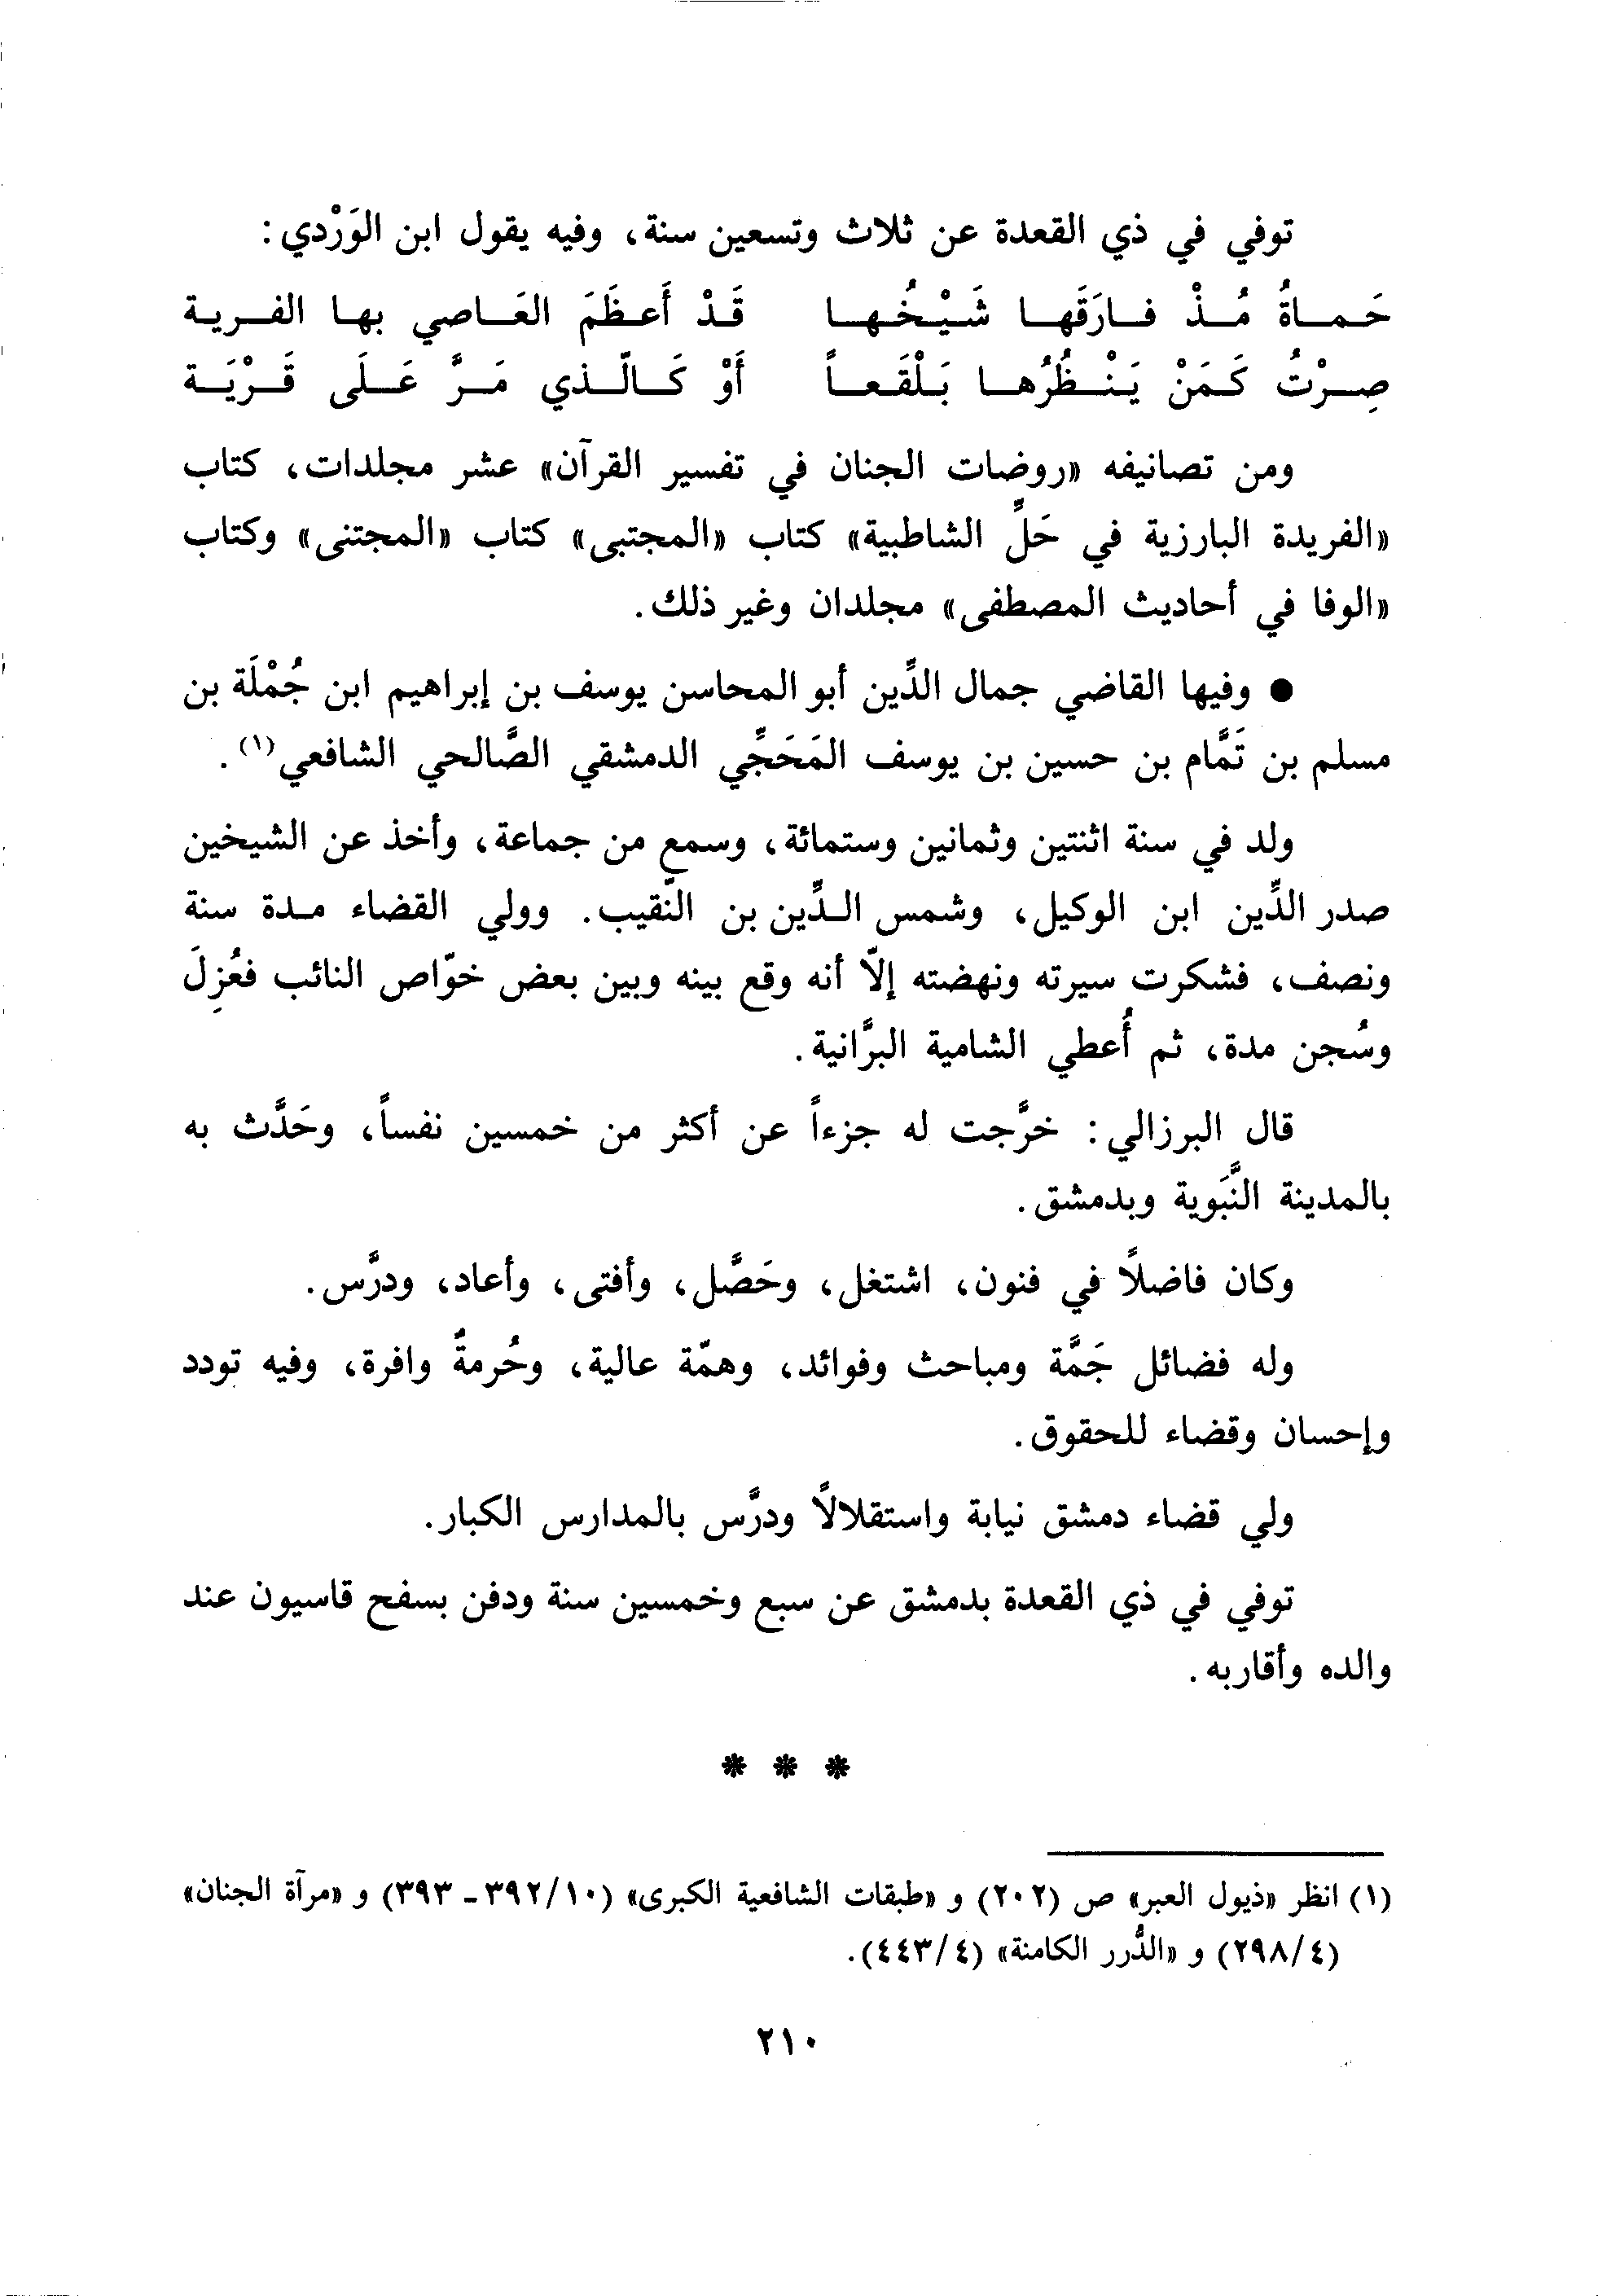 توفي في ذي القعدة عن ثلاث وتسعين سنة، وفيه يقول ابن الوَرْدي:
حَماةُ مُذْ فارَقَها شَيْخُها قَدْ أَعظَمَ العَاصي بها الفرية
صِرْتُ كَمَنْ يَنْظُرُها بَلْقَعاً أَوْ كَالّذي مَرَّ عَلَى قَرْيَة
ومن تصانيفه «روضات الجنان في تفسير القرآن» عشر مجلدات، كتاب
«الفريدة البارزية في حَلِّ الشاطبية» كتاب «المجتبى» كتاب «المجتنى» وكتاب
«الوفا في أحاديث المصطفى» مجلدان وغير ذلك.
● وفيها القاضي جمال الدِّين أبو المحاسن يوسف بن إبراهيم ابن جُمْلَة بن
مسلم بن تَمَّام بن حسين بن يوسف المَحَجِّي الدمشقي الصَّالحي الشافعي(١).
ولد في سنة اثنتين وثمانين وستمائة، وسمع من جماعة، وأخذ عن الشيخين
صدر الدِّين ابن الوكيل، وشمس الدِّين بن النّقيب. وولي القضاء مدة سنة
ونصف، فشكرت سيرته ونهضته إلّا أنه وقع بينه وبين بعض خوّاص النائب فعُزِلَ
وسُجن مدة، ثم أُعطي الشامية البرَّانية.
قال البرزالي: خرَّجت له جزءاً عن أكثر من خمسين نفساً، وحَدَّث به
بالمدينة النَّبَوية وبدمشق.
وكان فاضلًا في فنون، اشتغل، وحَصَّل، وأفتى، وأعاد، ودرَّس.
وله فضائل جَمَّة ومباحث وفوائد، وهمّة عالية، وحُرمةٌ وافرة، وفيه تودد
وإحسان وقضاء للحقوق.
ولي قضاء دمشق نيابة واستقلالًا ودرَّس بالمدارس الكبار.
توفي في ذي القعدة بدمشق عن سبع وخمسين سنة ودفن بسفح قاسيون عند
والده وأقاربه.
* * *
(١) انظر «ذيول العبر» ص (٢٠٢) و «طبقات الشافعية الكبرى» (٣٩٢/١٠ - ٣٩٣) و «مرآة الجنان»
(٢٩٨/٤) و «الدُّرر الكامنة» (٤٤٣/٤).
٢١٠